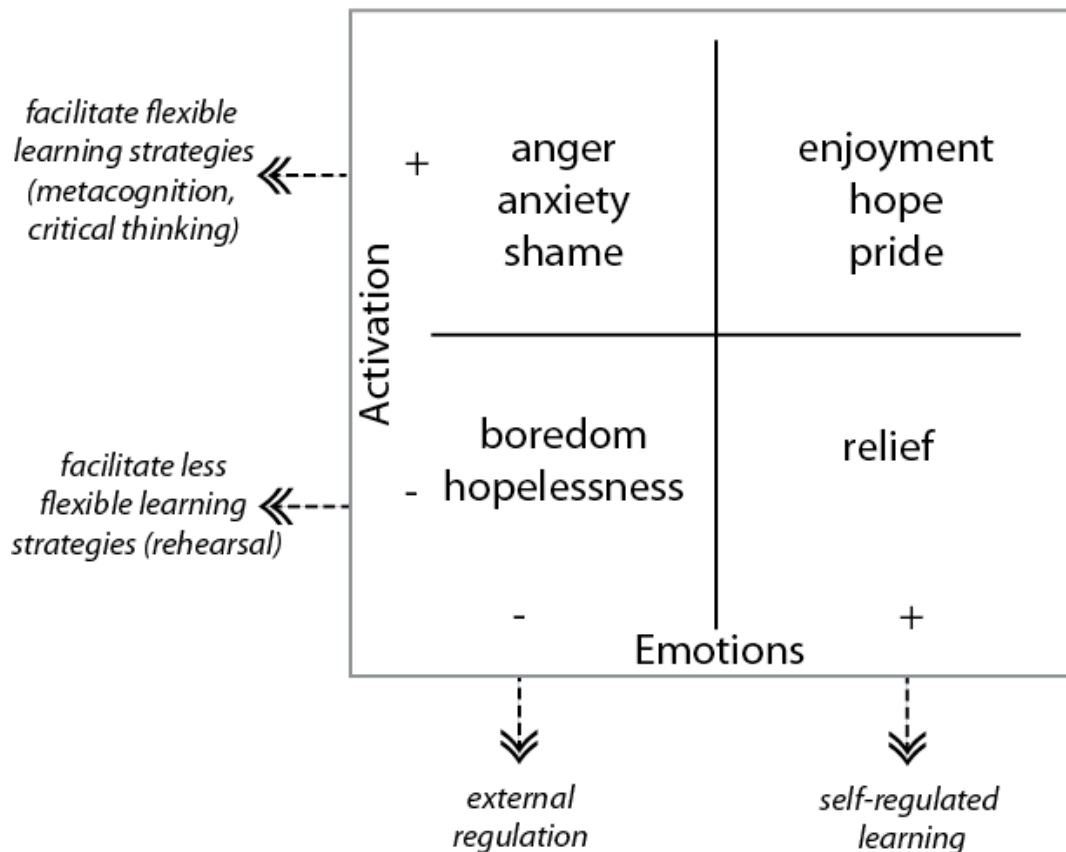 facilitate flexible
learning strategies
(metacognition,
critical thinking)
+
anger
anxiety
shame
enjoyment
hope
pride
Activation
facilitate less
flexible learning
strategies (rehearsal)
-
boredom
hopelessness
relief
-
+
Emotions
external
regulation
self-regulated
learning